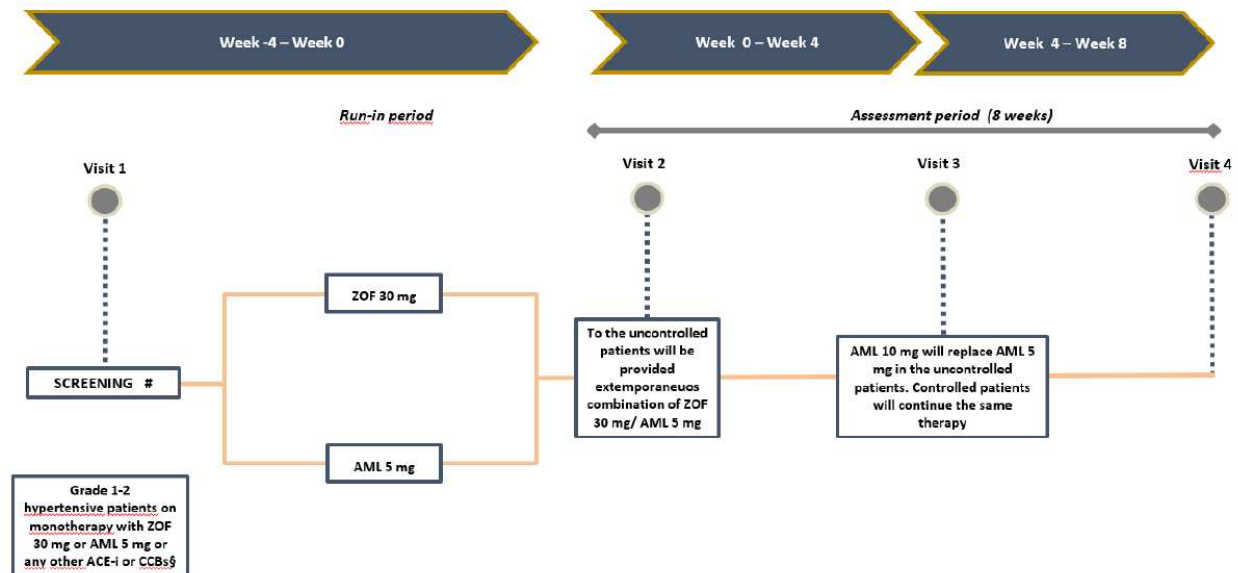 Week -4 – Week 0
Week 0 – Week 4
Week 4 – Week 8
Run-in period
Assessment period (8 weeks)
Visit 1
Visit 2
Visit 3
Visit 4
ZOF 30 mg
SCREENING #
AML 5 mg
To the uncontrolled
patients will be
provided
extemporaneuos
combination of ZOF
30 mg/ AML 5 mg
AML 10 mg will replace AML 5
mg in the uncontrolled
patients. Controlled patients
will continue the same
therapy
Grade 1-2
hypertensive patients on
monotherapy with ZOF
30 mg or AML 5 mg or
any other ACE-i or CCBs§